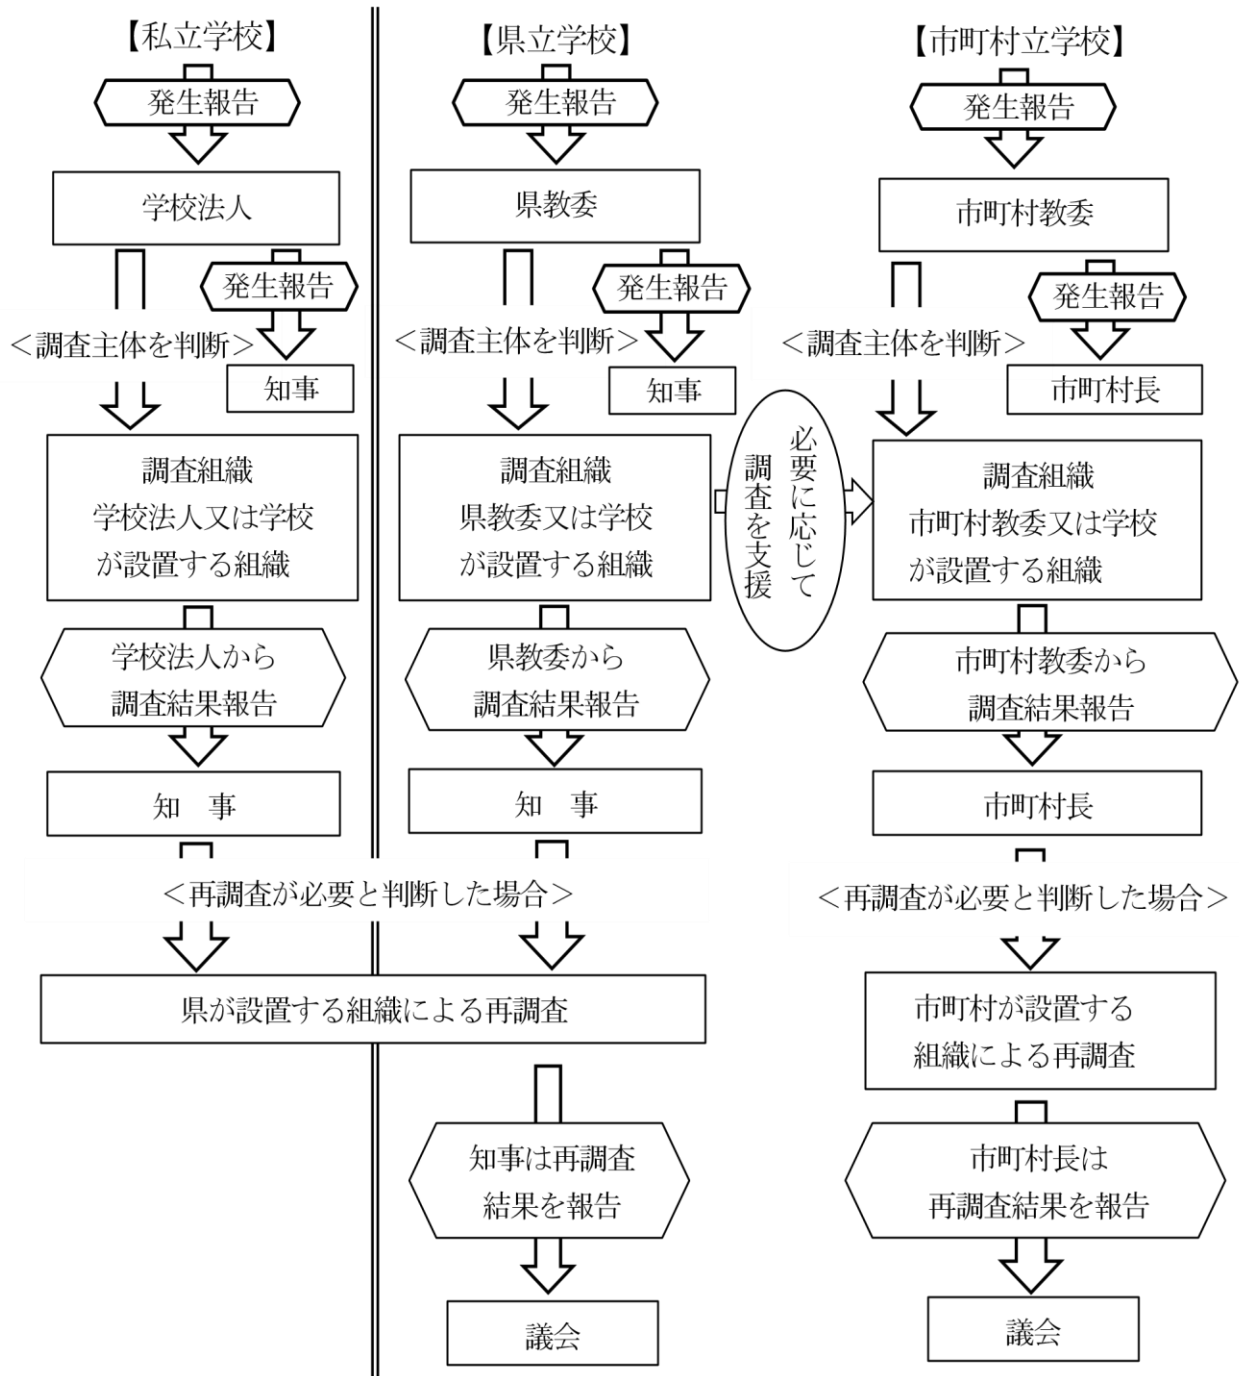 【私立学校】
発生報告
学校法人
発生報告
＜調査主体を判断＞
知事
調査組織
学校法人又は学校
が設置する組織
学校法人から
調査結果報告
知　事
【県立学校】
発生報告
県教委
発生報告
＜調査主体を判断＞
知事
調査組織
県教委又は学校
が設置する組織
必要に応じて
調査を支援
県教委から
調査結果報告
知　事
＜再調査が必要と判断した場合＞
県が設置する組織による再調査
知事は再調査
結果を報告
議会
【市町村立学校】
発生報告
市町村教委
発生報告
＜調査主体を判断＞
市町村長
調査組織
市町村教委又は学校
が設置する組織
市町村教委から
調査結果報告
市町村長
＜再調査が必要と判断した場合＞
市町村が設置する
組織による再調査
市町村長は
再調査結果を報告
議会